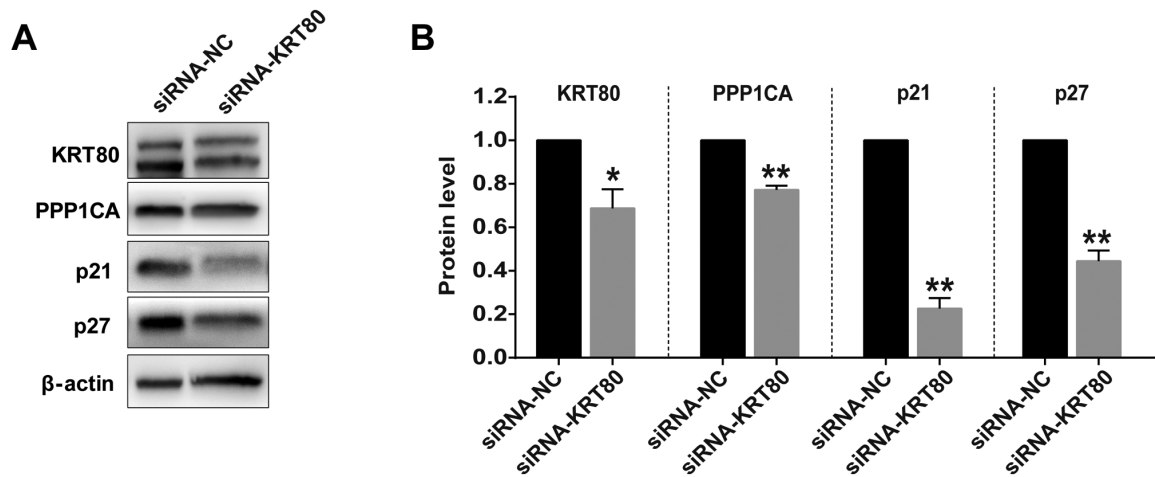 A
siRNA-NC
siRNA-KRT80
KRT80
PPP1CA
p21
p27
β-actin
B
KRT80
PPP1CA
p21
p27
Protein level
1.2
1.0
0.8
0.6
0.4
0.2
0.0
*
**
**
**
siRNA-NC
siRNA-KRT80
siRNA-NC
siRNA-KRT80
siRNA-NC
siRNA-KRT80
siRNA-NC
siRNA-KRT80